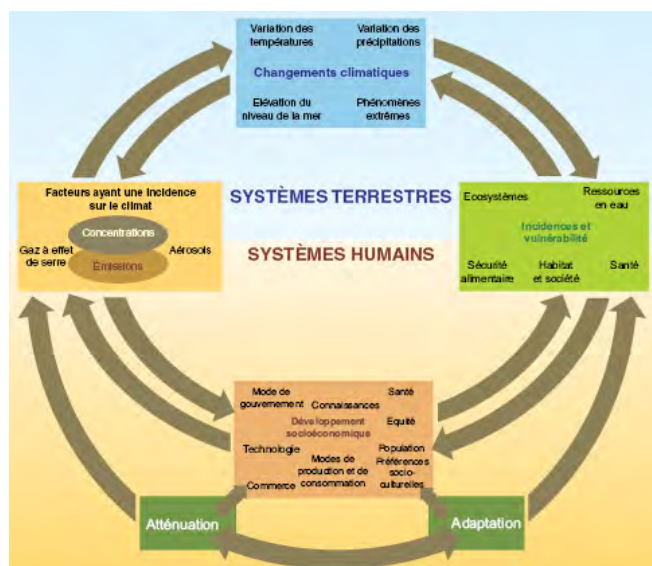 Variation des
températures
Variation des
précipitations
Changements climatiques
Elévation du
niveau de la mer
Phénomènes
extrêmes
Facteurs ayant une incidence
sur le climat
Concentrations
Gaz à effet
de serre
Aérosols
Émissions
SYSTÈMES TERRESTRES
SYSTÈMES HUMAINS
Ecosystèmes
Ressources
en eau
Incidences et
vulnérabilité
Sécurité
alimentaire
Habitat
et société
Santé
Mode de
gouvernement
Connaissances
Santé
Développement
socioéconomique
Equité
Technologie
Modes de
production et de
consommation
Population
Préférences
socio-
culturelles
Commerce
Atténuation
Adaptation